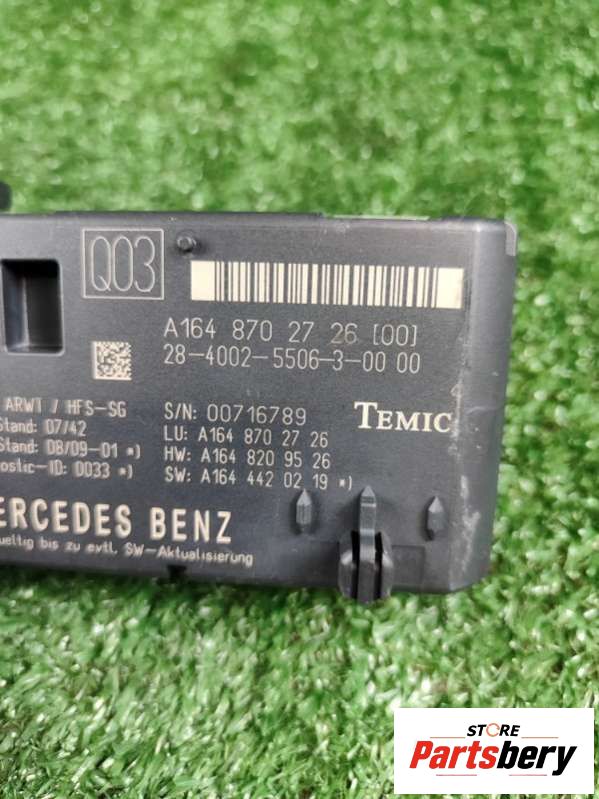 Q03
A164 870 27 26 [00]
28-4002-5506-3-00 00
ARW1 / HFS-SG
Stand: 07/42
Stand: 08/09-01 *)
ostic-ID: 0033 *)
S/N: 00716789
TEMIC
LU: A164 870 27 26
HW: A164 820 95 26
SW: A164 442 02 19 *)
ERCEDES BENZ
ueltig bis zu evtl. SW-Aktualisierung
STORE
Partsbery